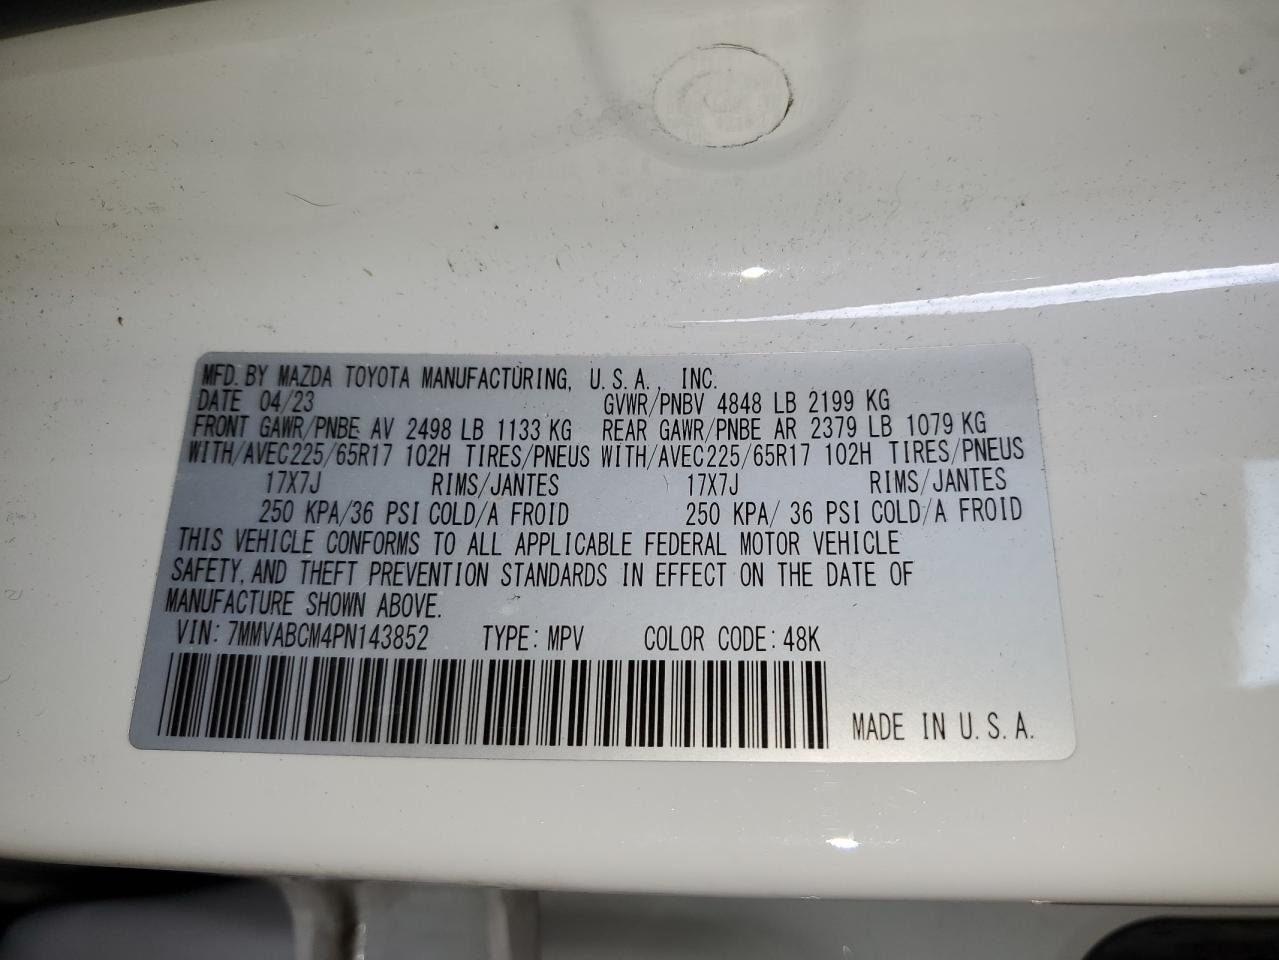 MFD. BY MAZDA TOYOTA MANUFACTURING, U.S.A., INC.
DATE 04/23 GVWR/PNBV 4848 LB 2199 KG
FRONT GAWR/PNBE AV 2498 LB 1133 KG REAR GAWR/PNBE AR 2379 LB 1079 KG
WITH/AVEC225/65R17 102H TIRES/PNEUS WITH/AVEC225/65R17 102H TIRES/PNEUS
17X7J RIMS/JANTES 17X7J RIMS/JANTES
250 KPA/36 PSI COLD/A FROID 250 KPA/ 36 PSI COLD/A FROID
THIS VEHICLE CONFORMS TO ALL APPLICABLE FEDERAL MOTOR VEHICLE
SAFETY, AND THEFT PREVENTION STANDARDS IN EFFECT ON THE DATE OF
MANUFACTURE SHOWN ABOVE.
VIN: 7MMVABCM4PN143852 TYPE: MPV COLOR CODE: 48K
MADE IN U.S.A.